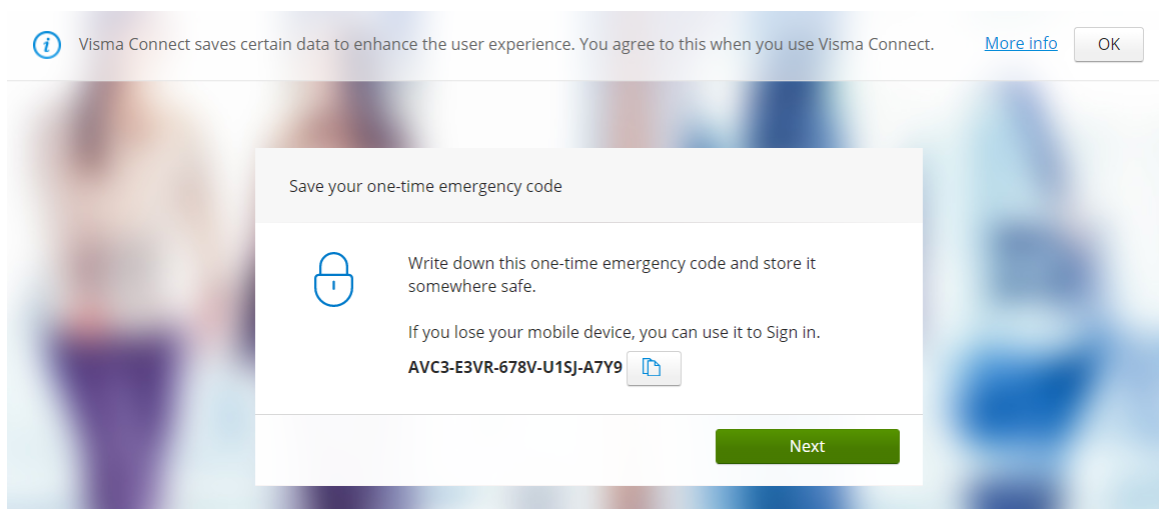 Visma Connect saves certain data to enhance the user experience. You agree to this when you use Visma Connect. More info OK
Save your one-time emergency code
Write down this one-time emergency code and store it
somewhere safe.
If you lose your mobile device, you can use it to Sign in.
AVC3-E3VR-678V-U1SJ-A7Y9
Next